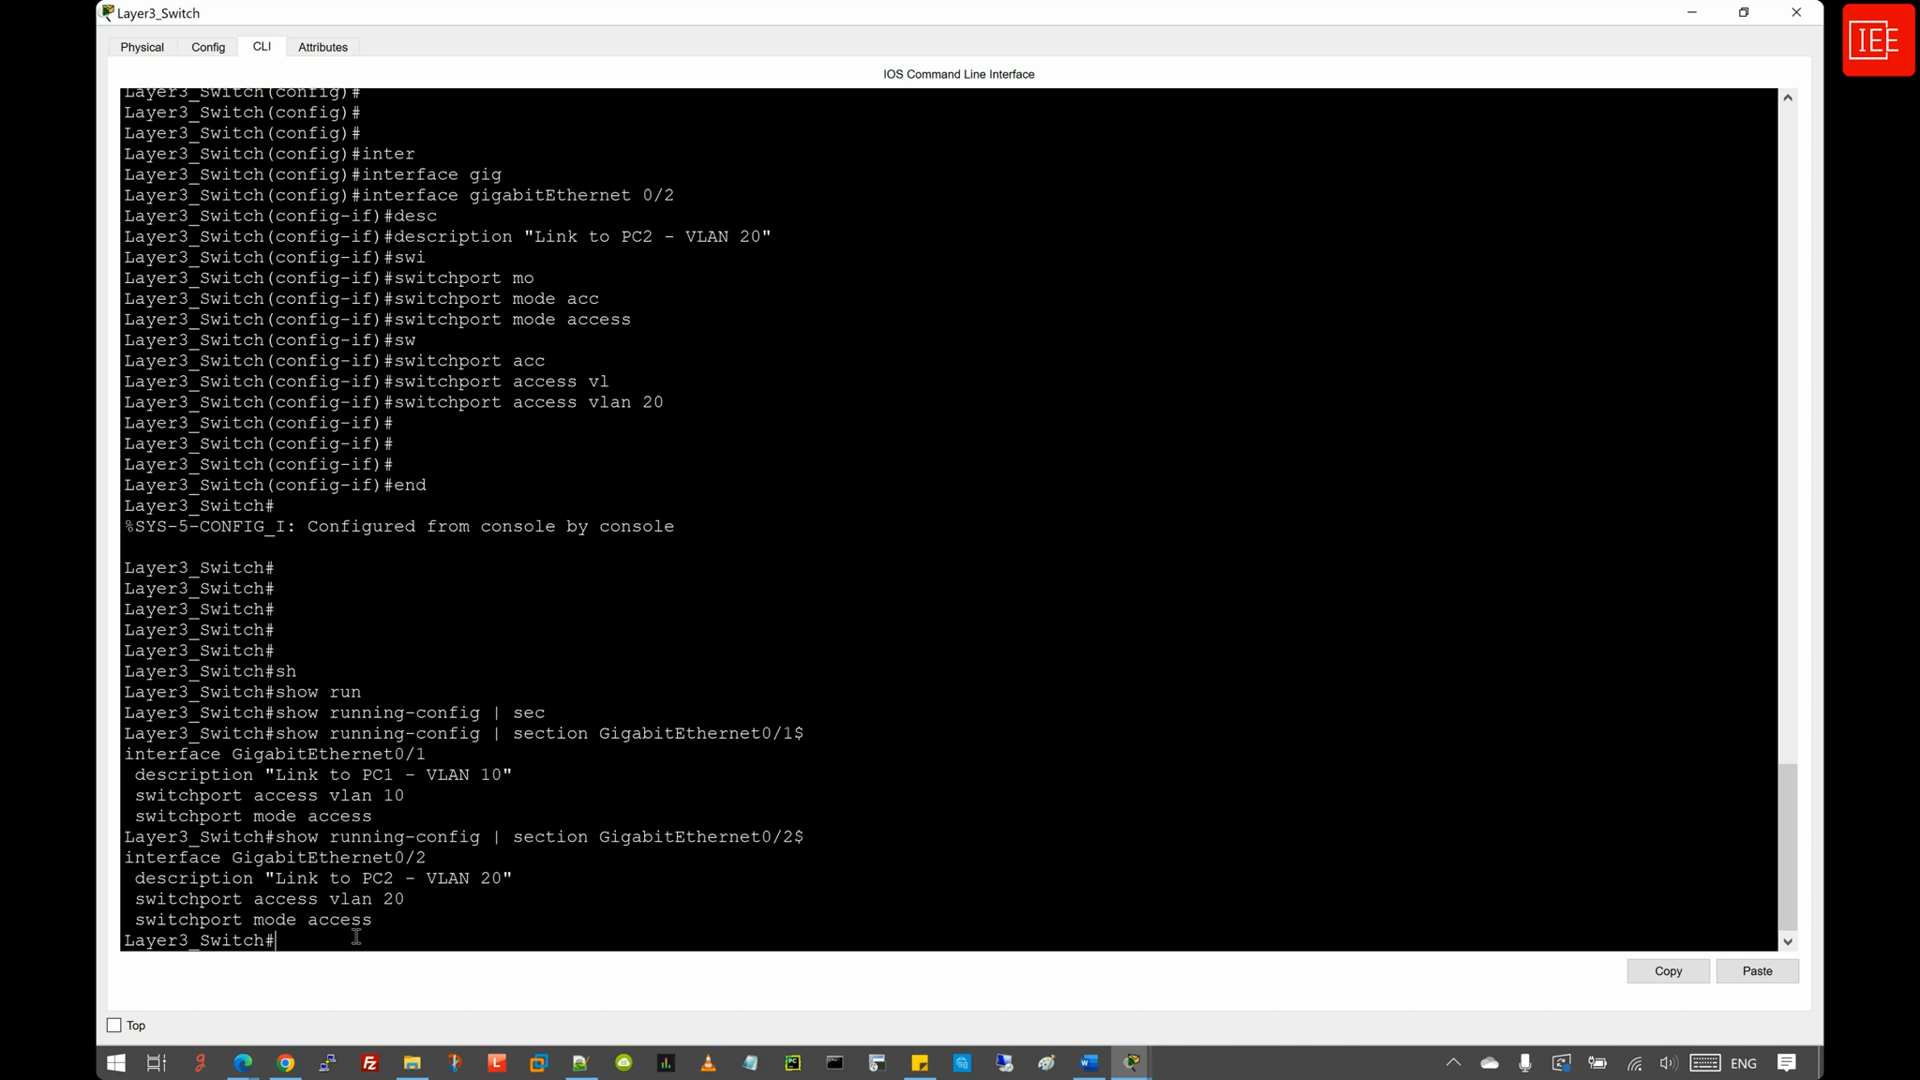 Layer3_Switch
IEE
Physical Config CLI Attributes
IOS Command Line Interface
Layer3_Switch(config)#
Layer3_Switch(config)#
Layer3_Switch(config)#
Layer3_Switch(config)#inter
Layer3_Switch(config)#interface gig
Layer3_Switch(config)#interface gigabitEthernet 0/2
Layer3_Switch(config-if)#desc
Layer3_Switch(config-if)#description "Link to PC2 - VLAN 20"
Layer3_Switch(config-if)#swi
Layer3_Switch(config-if)#switchport mo
Layer3_Switch(config-if)#switchport mode acc
Layer3_Switch(config-if)#switchport mode access
Layer3_Switch(config-if)#sw
Layer3_Switch(config-if)#switchport acc
Layer3_Switch(config-if)#switchport access vl
Layer3_Switch(config-if)#switchport access vlan 20
Layer3_Switch(config-if)#
Layer3_Switch(config-if)#
Layer3_Switch(config-if)#
Layer3_Switch(config-if)#end
Layer3_Switch#
%SYS-5-CONFIG_I: Configured from console by console
Layer3_Switch#
Layer3_Switch#
Layer3_Switch#
Layer3_Switch#
Layer3_Switch#
Layer3_Switch#sh
Layer3_Switch#show run
Layer3_Switch#show running-config | sec
Layer3_Switch#show running-config | section GigabitEthernet0/1$
interface GigabitEthernet0/1
description "Link to PC1 - VLAN 10"
switchport access vlan 10
switchport mode access
Layer3_Switch#show running-config | section GigabitEthernet0/2$
interface GigabitEthernet0/2
description "Link to PC2 - VLAN 20"
switchport access vlan 20
switchport mode access
Layer3_Switch#
Copy Paste
Top
ENG